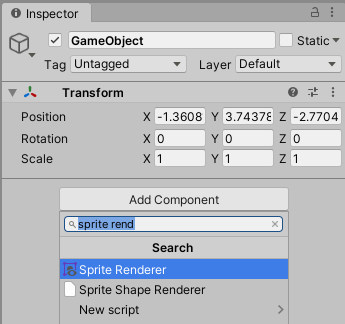 Inspector
GameObject
Static
Tag Untagged Layer Default
Transform
Position X -1.3608 Y 3.74378 Z -2.7704
Rotation X 0 Y 0 Z 0
Scale X 1 Y 1 Z 1
Add Component
sprite rend
Search
Sprite Renderer
Sprite Shape Renderer
New script